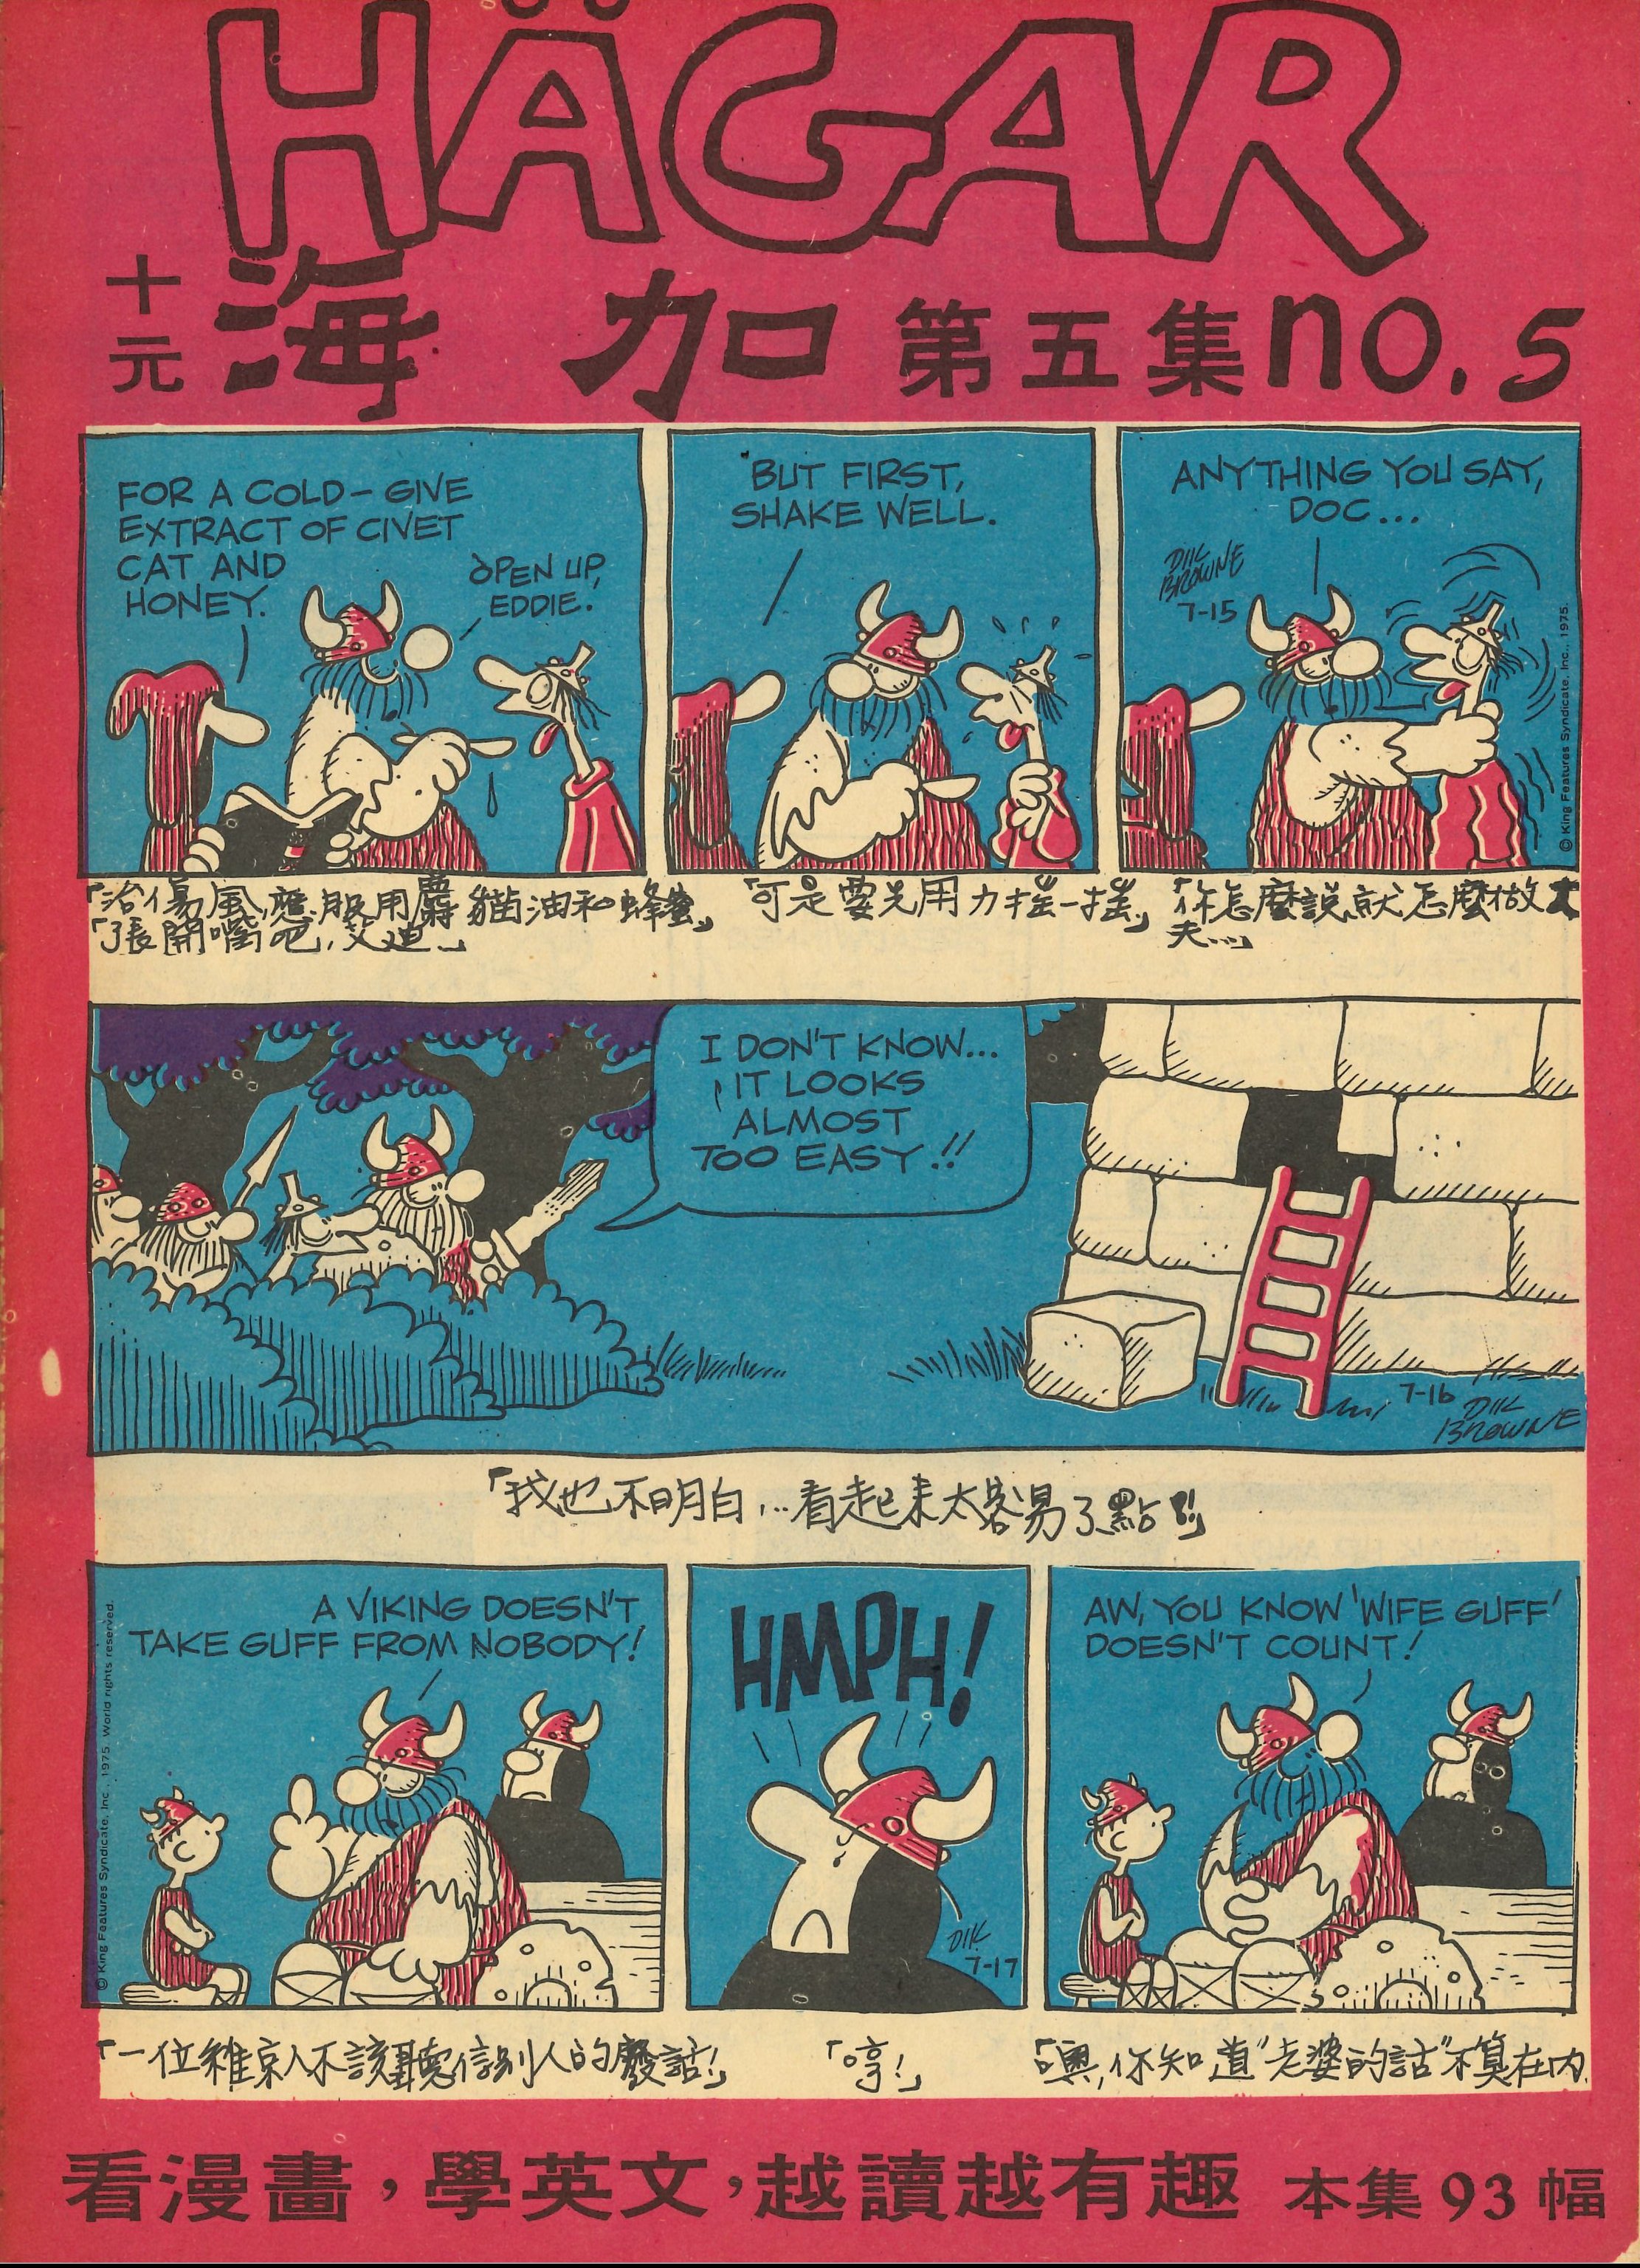 HÄGAR
十元
海加 第五集 no. 5
FOR A COLD – GIVE
EXTRACT OF CIVET
CAT AND
HONEY.
OPEN UP,
EDDIE!
BUT FIRST,
SHAKE WELL.
ANYTHING YOU SAY,
DOC...
DIK
BROWNE
7-15
© King Features Syndicate, Inc., 1975.
「治傷風,應服用麝貓油和蜂蜜」
「張開嘴吧,艾迪。」
「可是要先用力搖一搖」
「你怎麼說就怎麼做大
夫....」
I DON'T KNOW...
IT LOOKS
ALMOST
TOO EASY!!
7-16 DIK
BROWNE
「我也不明白,...看起來太容易了點!!」
© King Features Syndicate, Inc., 1975. World rights reserved.
A VIKING DOESN'T
TAKE GUFF FROM NOBODY!
HMPH!
DIK
7-17
AW, YOU KNOW 'WIFE GUFF'
DOESN'T COUNT!
「一位維京人不該聽信別人的廢話!」
「哼!」
「噢,你知道"老婆的話"不算在內.
看漫畫,學英文,越讀越有趣 本集93幅